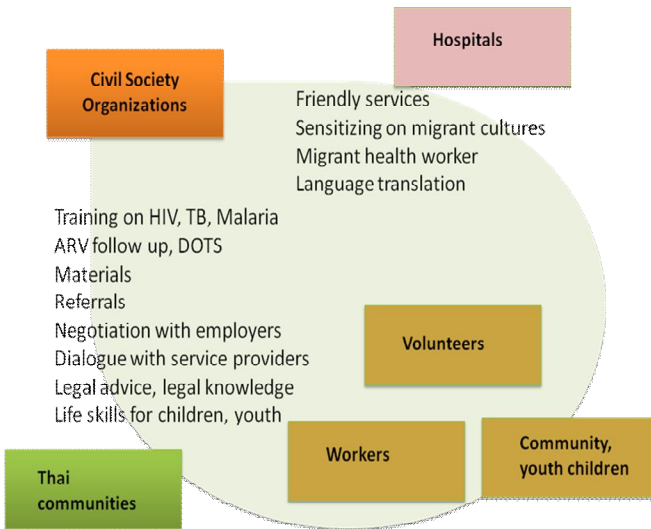 Hospitals
Civil Society
Organizations
Friendly services
Sensitizing on migrant cultures
Migrant health worker
Language translation
Training on HIV, TB, Malaria
ARV follow up, DOTS
Materials
Referrals
Negotiation with employers
Dialogue with service providers
Legal advice, legal knowledge
Life skills for children, youth
Volunteers
Workers
Community,
youth children
Thai
communities